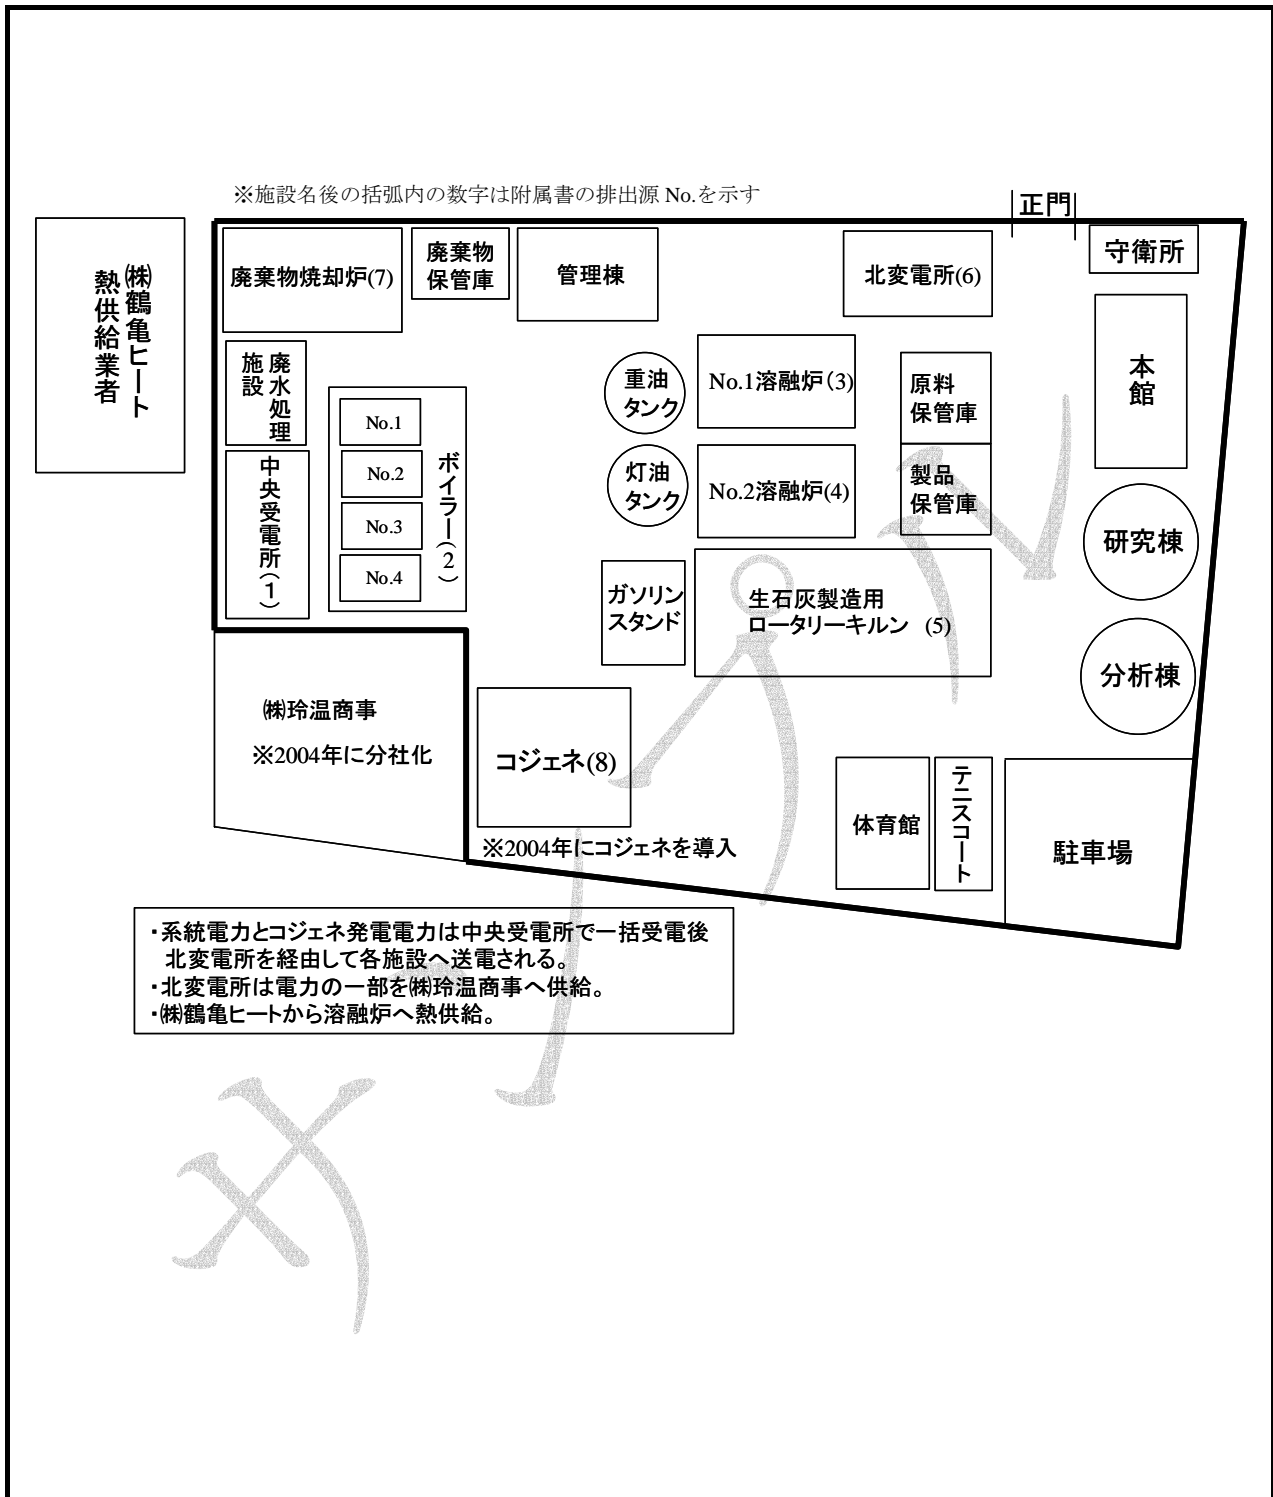 ※施設名後の括弧内の数字は附属書の排出源 No.を示す
正門
㈱鶴亀ヒート
熱供給業者
廃棄物焼却炉(7)
廃棄物
保管庫
管理棟
北変電所(6)
守衛所
廃水処理
施設
No.1
No.2
No.3
No.4
ボイラー(2)
中央受電所(1)
重油
タンク
灯油
タンク
No.1溶融炉(3)
No.2溶融炉(4)
原料
保管庫
製品
保管庫
本館
研究棟
分析棟
ガソリン
スタンド
生石灰製造用
ロータリーキルン (5)
㈱玲温商事
※2004年に分社化
コジェネ(8)
※2004年にコジェネを導入
体育館
テニスコート
駐車場
・系統電力とコジェネ発電電力は中央受電所で一括受電後
北変電所を経由して各施設へ送電される。
・北変電所は電力の一部を㈱玲温商事へ供給。
・㈱鶴亀ヒートから溶融炉へ熱供給。
サンプル